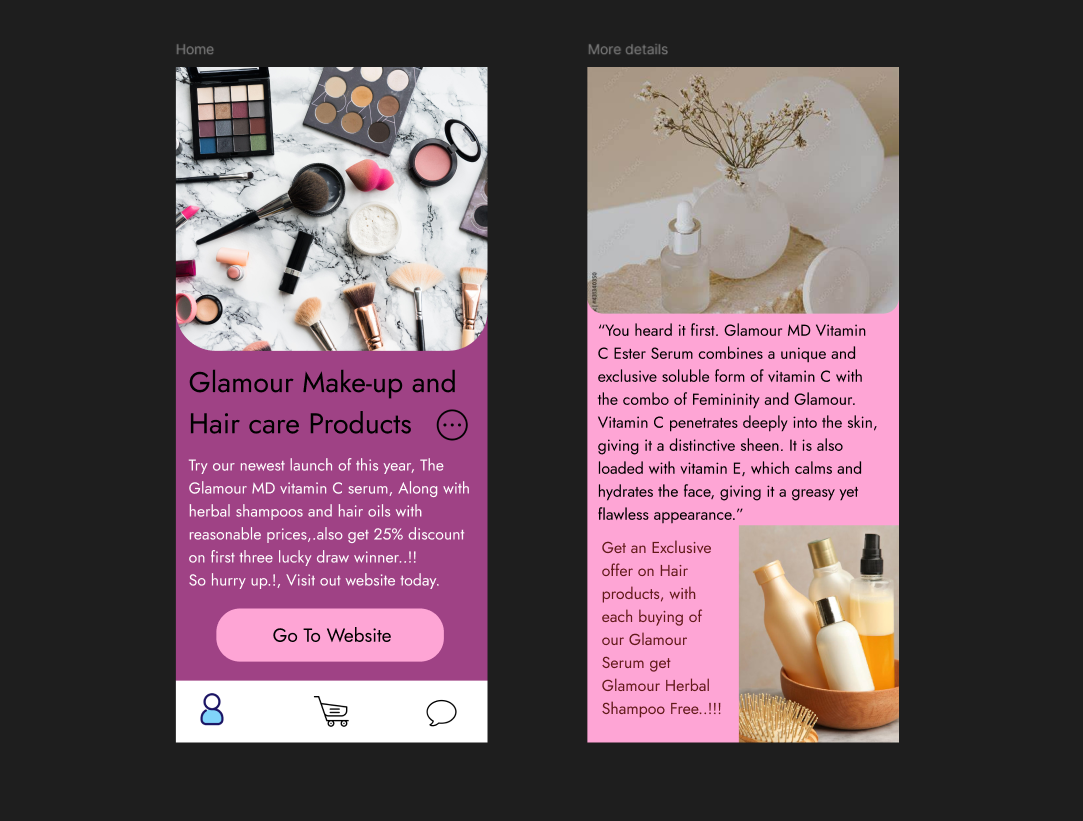 Home
Glamour Make-up and
Hair care Products
Try our newest launch of this year, The
Glamour MD vitamin C serum, Along with
herbal shampoos and hair oils with
reasonable prices,.also get 25% discount
on first three lucky draw winner..!!
So hurry up.!, Visit out website today.
Go To Website
More details
“You heard it first. Glamour MD Vitamin
C Ester Serum combines a unique and
exclusive soluble form of vitamin C with
the combo of Femininity and Glamour.
Vitamin C penetrates deeply into the skin,
giving it a distinctive sheen. It is also
loaded with vitamin E, which calms and
hydrates the face, giving it a greasy yet
flawless appearance.”
Get an Exclusive
offer on Hair
products, with
each buying of
our Glamour
Serum get
Glamour Herbal
Shampoo Free..!!!